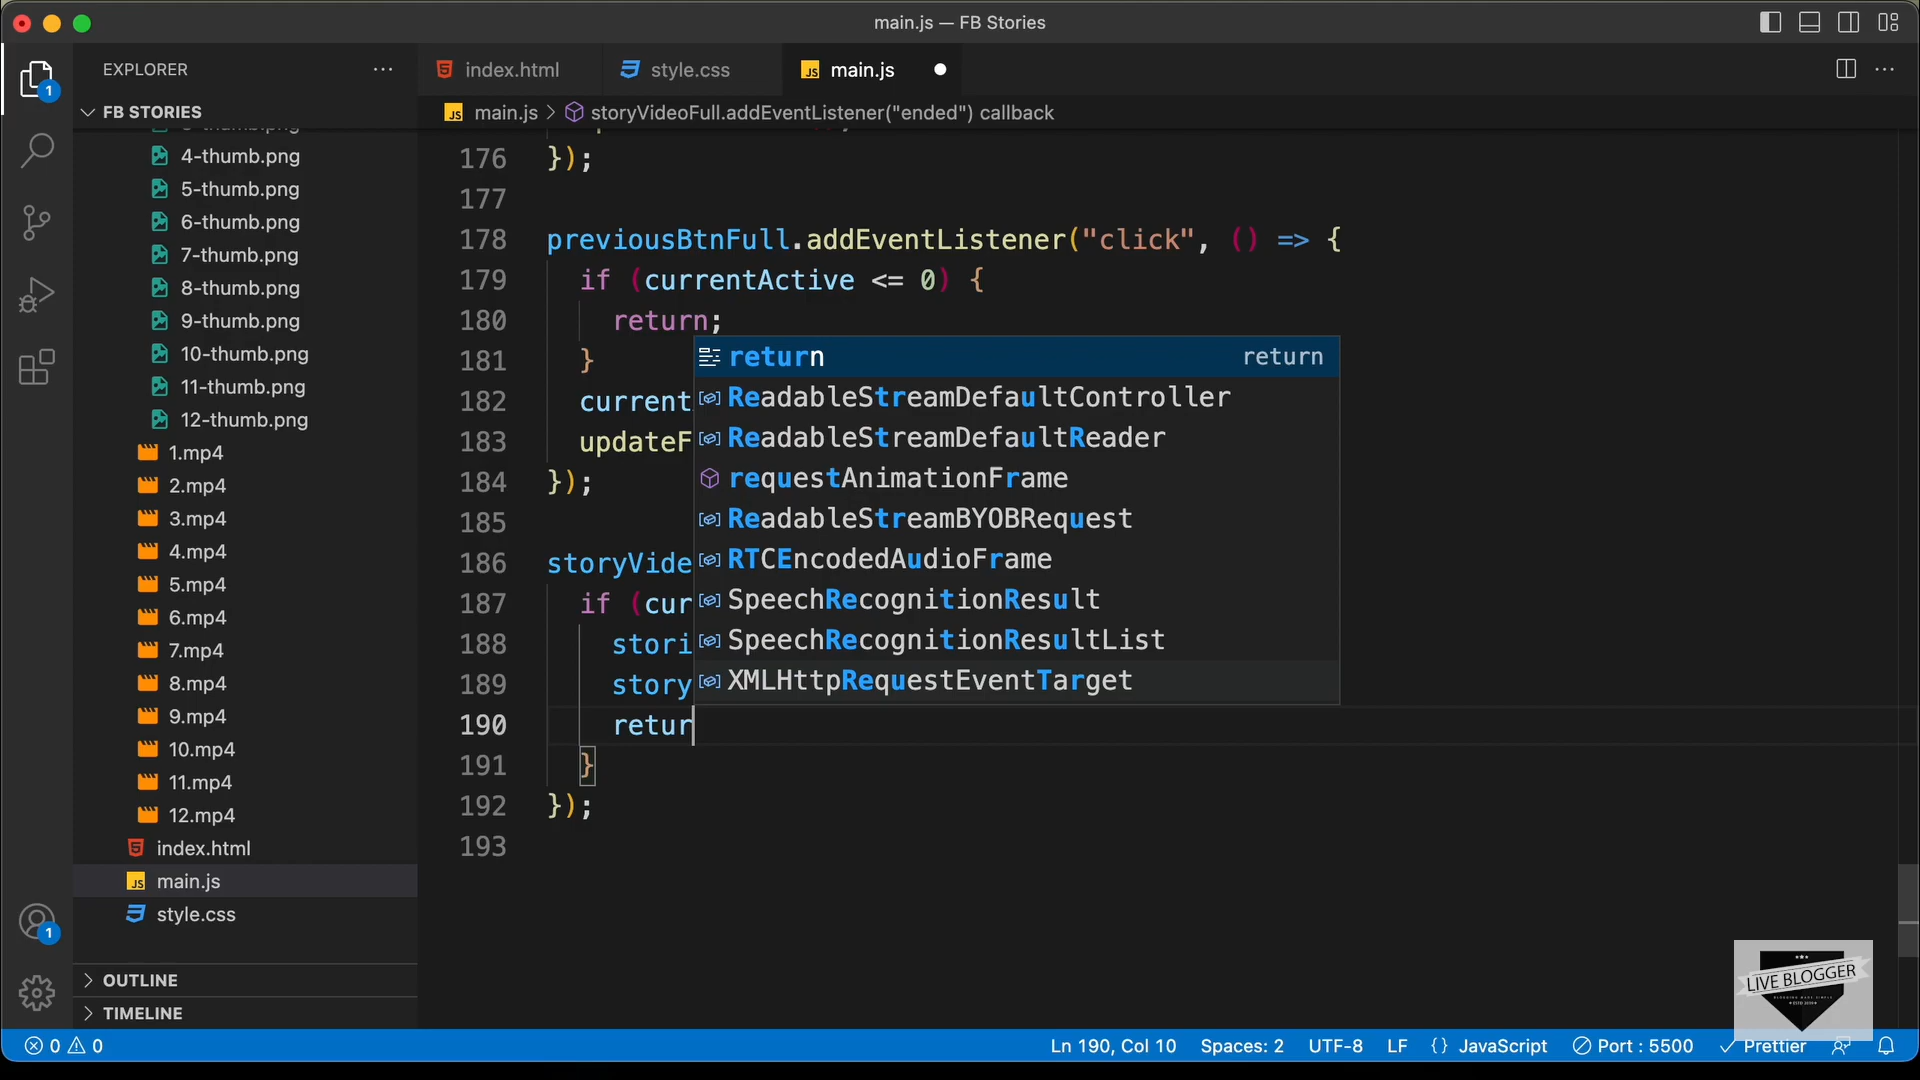 main.js — FB Stories
EXPLORER
index.html
style.css
main.js
FB STORIES
main.js > storyVideoFull.addEventListener("ended") callback
4-thumb.png
5-thumb.png
6-thumb.png
7-thumb.png
8-thumb.png
9-thumb.png
10-thumb.png
11-thumb.png
12-thumb.png
1.mp4
2.mp4
3.mp4
4.mp4
5.mp4
6.mp4
7.mp4
8.mp4
9.mp4
10.mp4
11.mp4
12.mp4
index.html
main.js
style.css
OUTLINE
TIMELINE
1
1
176 });
177
178 previousBtnFull.addEventListener("click", () => {
179 if (currentActive <= 0) {
180 return;
181 }
182 current
183 updateF
184 });
185
186 storyVide
187 if (cur
188 stori
189 story
190 retur
191 }
192 });
193
return return
ReadableStreamDefaultController
ReadableStreamDefaultReader
requestAnimationFrame
ReadableStreamBYOBRequest
RTCEncodedAudioFrame
SpeechRecognitionResult
SpeechRecognitionResultList
XMLHttpRequestEventTarget
LIVE BLOGGER
0 0
Ln 190, Col 10 Spaces: 2 UTF-8 LF {} JavaScript Port : 5500 Prettier